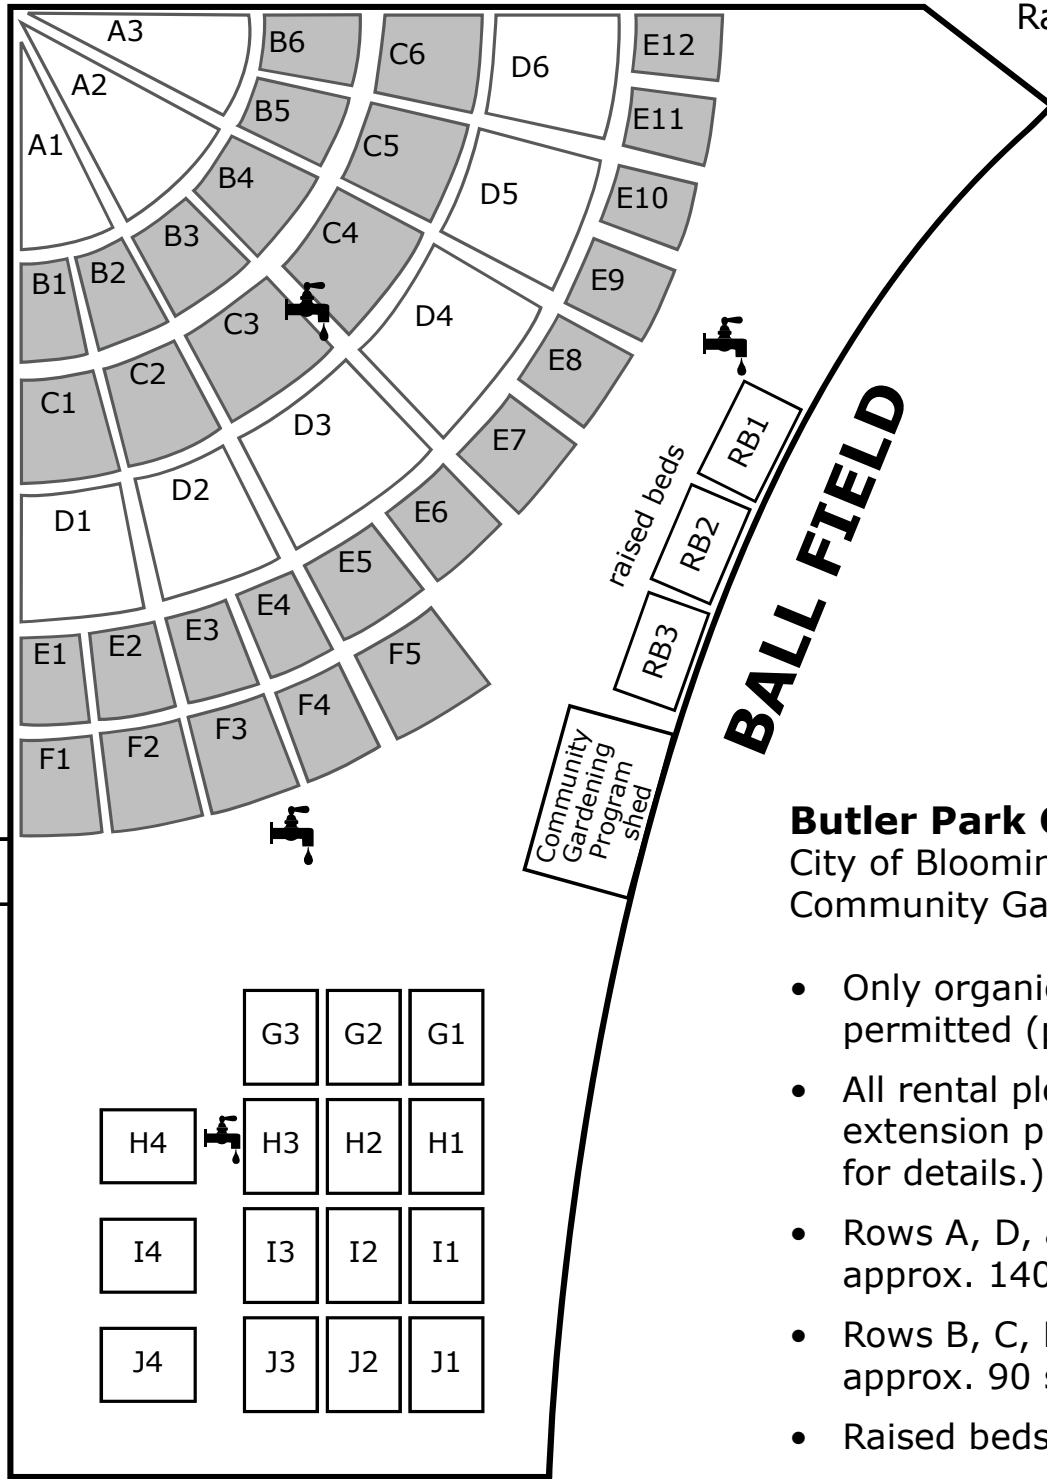 Ra
A3
B6
C6
D6
E12
A2
B5
E11
A1
C5
B4
D5
E10
B3
C4
B1
B2
E9
C3
D4
E8
C2
C1
D3
E7
RB1
D2
D1
E6
raised beds
RB2
E5
E4
E3
E2
E1
F5
RB3
F4
F3
F2
F1
BALL FIELD
Community
Gardening
Program
shed
Butler Park
City of Bloomin
Community Ga
• Only organi
permitted (
• All rental pl
extension p
for details.)
• Rows A, D,
approx. 140
• Rows B, C,
approx. 90
• Raised beds
G3
G2
G1
H4
H3
H2
H1
I4
I3
I2
I1
J4
J3
J2
J1